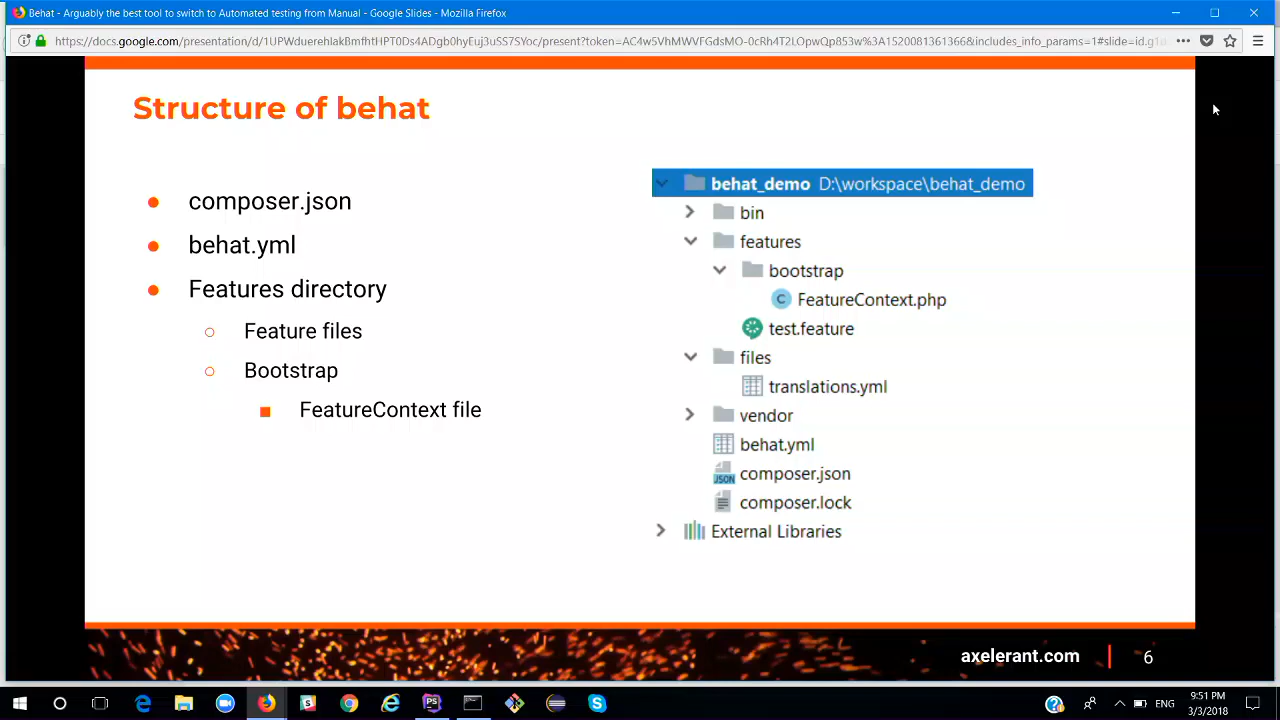 Behat - Arguably the best tool to switch to Automated testing from Manual - Google Slides - Mozilla Firefox
Structure of behat
composer.json
behat.yml
Features directory
Feature files
Bootstrap
FeatureContext file
behat_demo D:\workspace\behat_demo
bin
features
bootstrap
C FeatureContext.php
test.feature
files
translations.yml
vendor
behat.yml
JSON composer.json
composer.lock
External Libraries
axelerant.com | 6
ENG
9:51 PM
3/3/2018